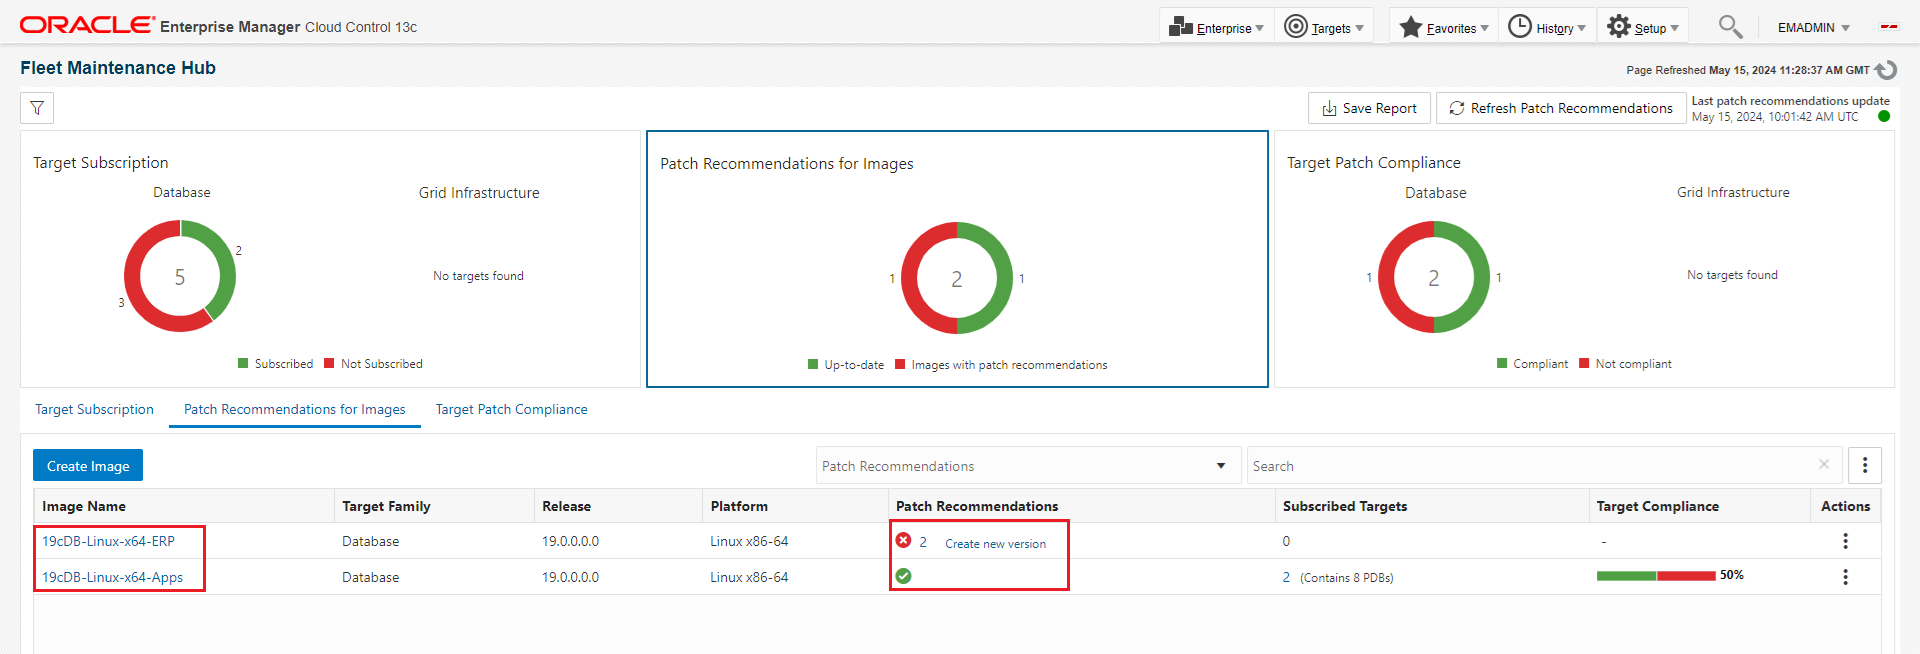 ORACLE Enterprise Manager Cloud Control 13c
Enterprise Targets Favorites History Setup EMADMIN
Fleet Maintenance Hub
Page Refreshed May 15, 2024 11:28:37 AM GMT
Save Report
Refresh Patch Recommendations
Last patch recommendations update
May 15, 2024, 10:01:42 AM UTC
Target Subscription
Database
Grid Infrastructure
2
5
3
No targets found
Subscribed Not Subscribed
Patch Recommendations for Images
1
2
1
Up-to-date Images with patch recommendations
Target Patch Compliance
Database
Grid Infrastructure
1
2
1
No targets found
Compliant Not compliant
Target Subscription Patch Recommendations for Images Target Patch Compliance
Create Image
Patch Recommendations
Search
Image Name Target Family Release Platform Patch Recommendations Subscribed Targets Target Compliance Actions
19cDB-Linux-x64-ERP Database 19.0.0.0.0 Linux x86-64 2 Create new version 0 -
19cDB-Linux-x64-Apps Database 19.0.0.0.0 Linux x86-64 2 (Contains 8 PDBs) 50%